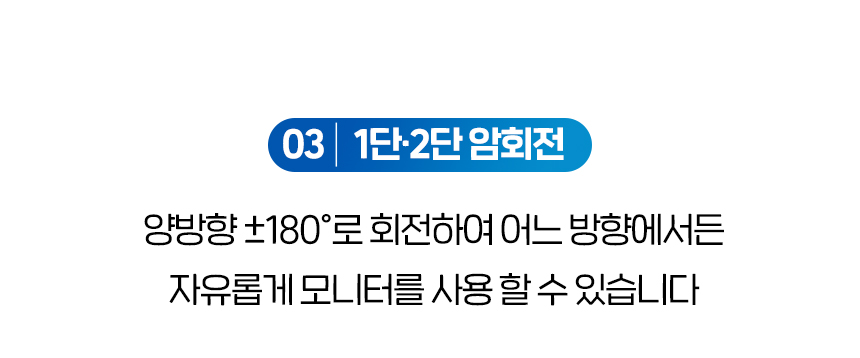 03 | 1단·2단 암회전
양방향 ±180°로 회전하여 어느 방향에서든
자유롭게 모니터를 사용 할 수 있습니다